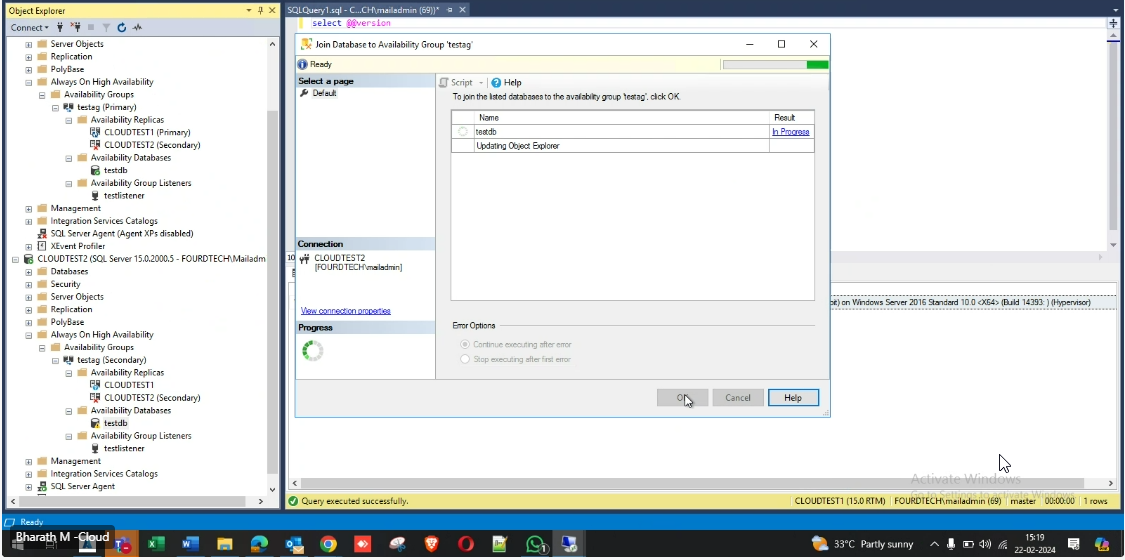 Object Explorer
Connect
Server Objects
Replication
PolyBase
Always On High Availability
Availability Groups
testag (Primary)
Availability Replicas
CLOUDTEST1 (Primary)
CLOUDTEST2 (Secondary)
Availability Databases
testdb
Availability Group Listeners
testlistener
Management
Integration Services Catalogs
SQL Server Agent (Agent XPs disabled)
XEvent Profiler
CLOUDTEST2 (SQL Server 15.0.2000.5 - FOURDTECH\Mailadm
Databases
Security
Server Objects
Replication
PolyBase
Always On High Availability
Availability Groups
testag (Secondary)
Availability Replicas
CLOUDTEST1
CLOUDTEST2 (Secondary)
Availability Databases
testdb
Availability Group Listeners
testlistener
Management
Integration Services Catalogs
SQL Server Agent
SQLQuery1.sql - C...CH\mailadmin (69))*
select @@version
Join Database to Availability Group 'testag'
Ready
Select a page
Default
Script
Help
To join the listed databases to the availability group 'testag', click OK.
Name Result
testdb In Progress
Updating Object Explorer
Connection
CLOUDTEST2
[FOURDTECH\mailadmin]
View connection properties
Progress
Error Options
Continue executing after error
Stop executing after first error
Cancel
Help
10
on Windows Server 2016 Standard 10.0 <X64> (Build 14393: ) (Hypervisor)
Activate Windows
Go to Settings to activate Windows.
Query executed successfully.
CLOUDTEST1 (15.0 RTM) FOURDTECH\mailadmin (69) master 00:00:00 1 rows
Ready
Bharath M -Cloud
33°C Partly sunny
15:19
22-02-2024